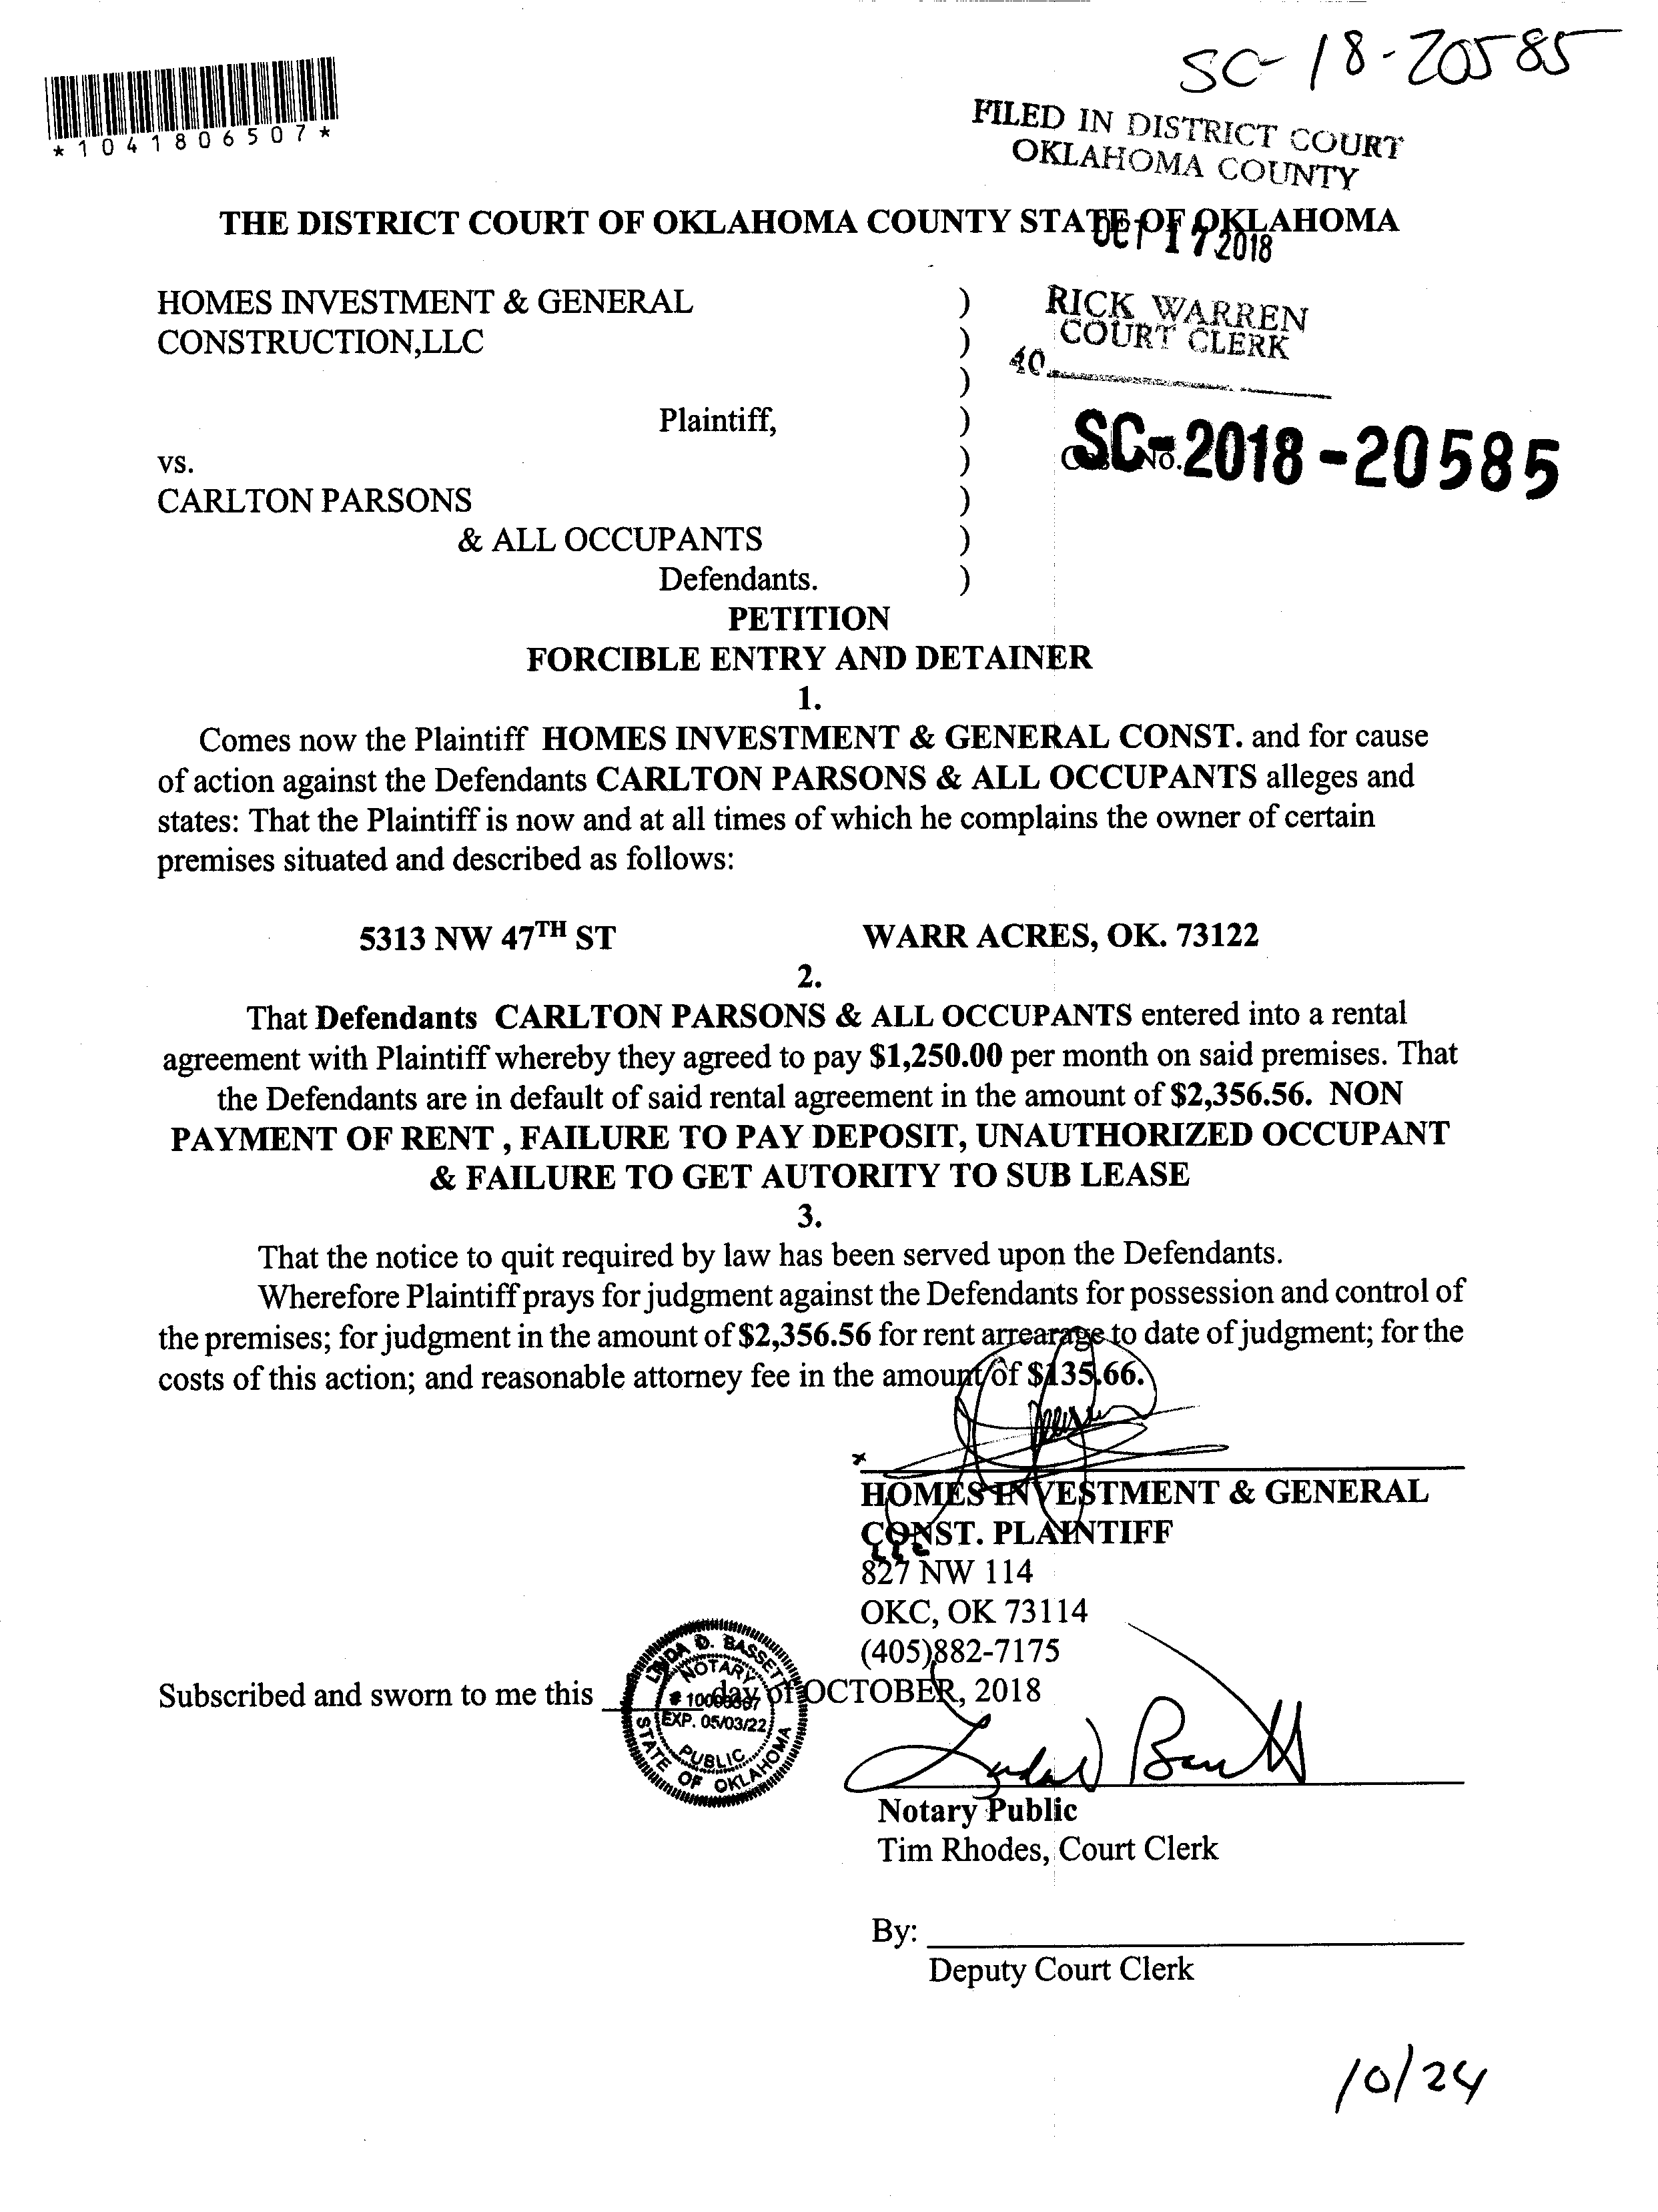 SC-18-20585
*1041806507*
FILED IN DISTRICT COURT
OKLAHOMA COUNTY
THE DISTRICT COURT OF OKLAHOMA COUNTY STATE OF OKLAHOMA
OCT 17 2018
HOMES INVESTMENT & GENERAL )
CONSTRUCTION,LLC )
)
RICK WARREN
COURT CLERK
40
Plaintiff, )
vs. )
Case No.
SC-2018-20585
CARLTON PARSONS )
& ALL OCCUPANTS )
Defendants. )
PETITION
FORCIBLE ENTRY AND DETAINER
1.
Comes now the Plaintiff HOMES INVESTMENT & GENERAL CONST. and for cause
of action against the Defendants CARLTON PARSONS & ALL OCCUPANTS alleges and
states: That the Plaintiff is now and at all times of which he complains the owner of certain
premises situated and described as follows:
5313 NW 47TH ST WARR ACRES, OK. 73122
2.
That Defendants CARLTON PARSONS & ALL OCCUPANTS entered into a rental
agreement with Plaintiff whereby they agreed to pay $1,250.00 per month on said premises. That
the Defendants are in default of said rental agreement in the amount of $2,356.56. NON
PAYMENT OF RENT , FAILURE TO PAY DEPOSIT, UNAUTHORIZED OCCUPANT
& FAILURE TO GET AUTORITY TO SUB LEASE
3.
That the notice to quit required by law has been served upon the Defendants.
Wherefore Plaintiff prays for judgment against the Defendants for possession and control of
the premises; for judgment in the amount of $2,356.56 for rent arrearage to date of judgment; for the
costs of this action; and reasonable attorney fee in the amount of $135.66.
x
HOMES INVESTMENT & GENERAL
CONST. PLAINTIFF
LLC
827 NW 114
OKC, OK 73114
(405)882-7175
Subscribed and sworn to me this day of OCTOBER, 2018
LINDA D. BASSETT
NOTARY
EXP. 05/03/22
PUBLIC
STATE OF OKLAHOMA
Notary Public
Tim Rhodes, Court Clerk
By:
Deputy Court Clerk
10/24